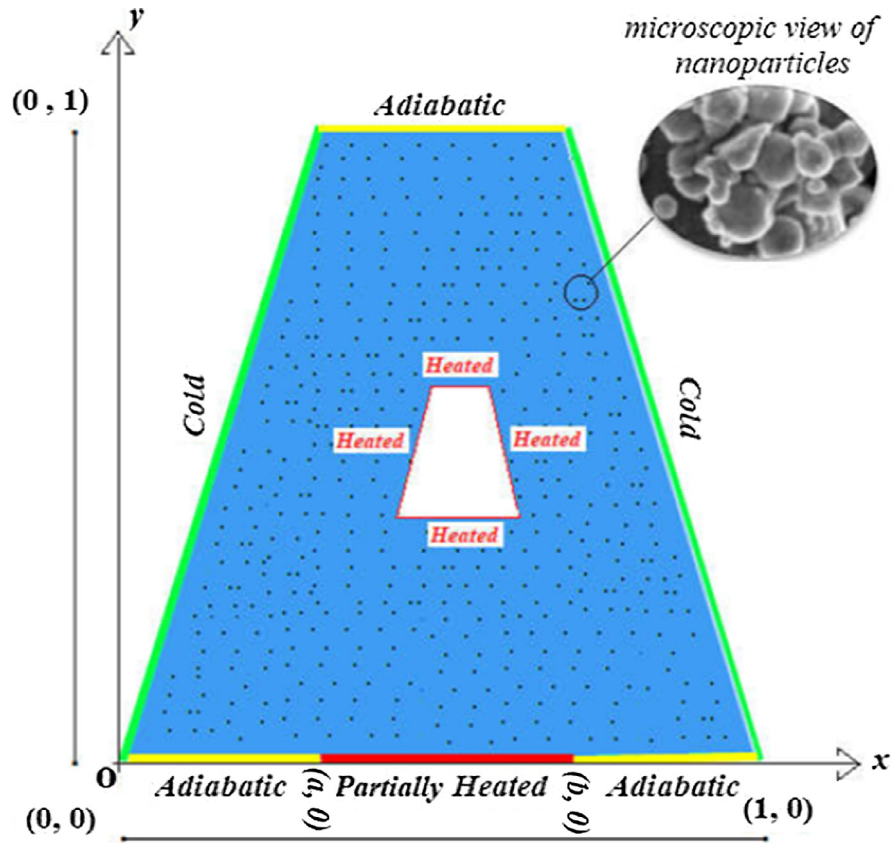 y
microscopic view of
nanoparticles
(0 , 1)
Adiabatic
Heated
Cold
Cold
Heated
Heated
Heated
O
x
Adiabatic
(a, 0)
Partially Heated
(b, 0)
Adiabatic
(0, 0)
(1, 0)